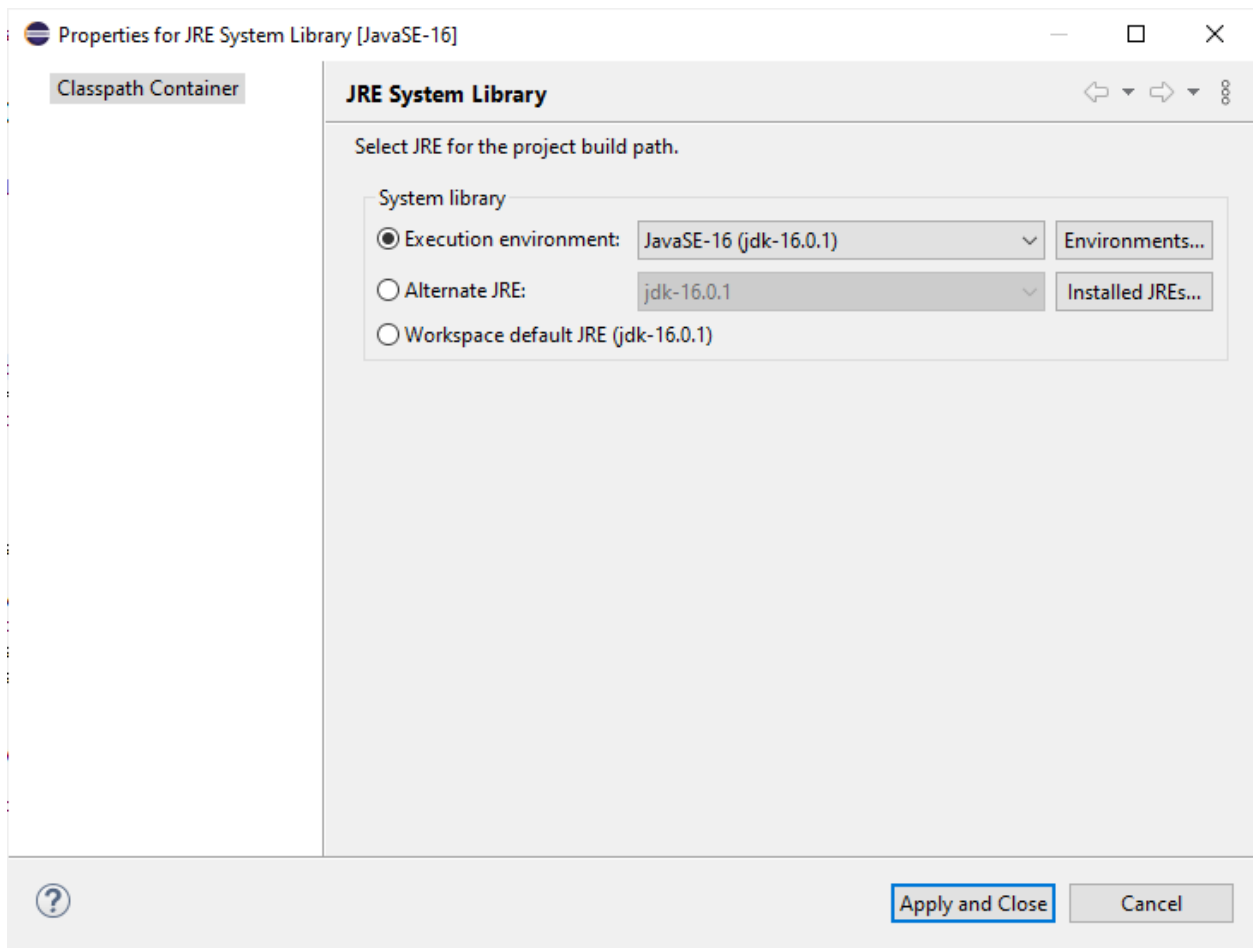 Properties for JRE System Library [JavaSE-16]
Classpath Container
JRE System Library
Select JRE for the project build path.
System library
Execution environment: JavaSE-16 (jdk-16.0.1) Environments...
Alternate JRE: jdk-16.0.1 Installed JREs...
Workspace default JRE (jdk-16.0.1)
? Apply and Close Cancel